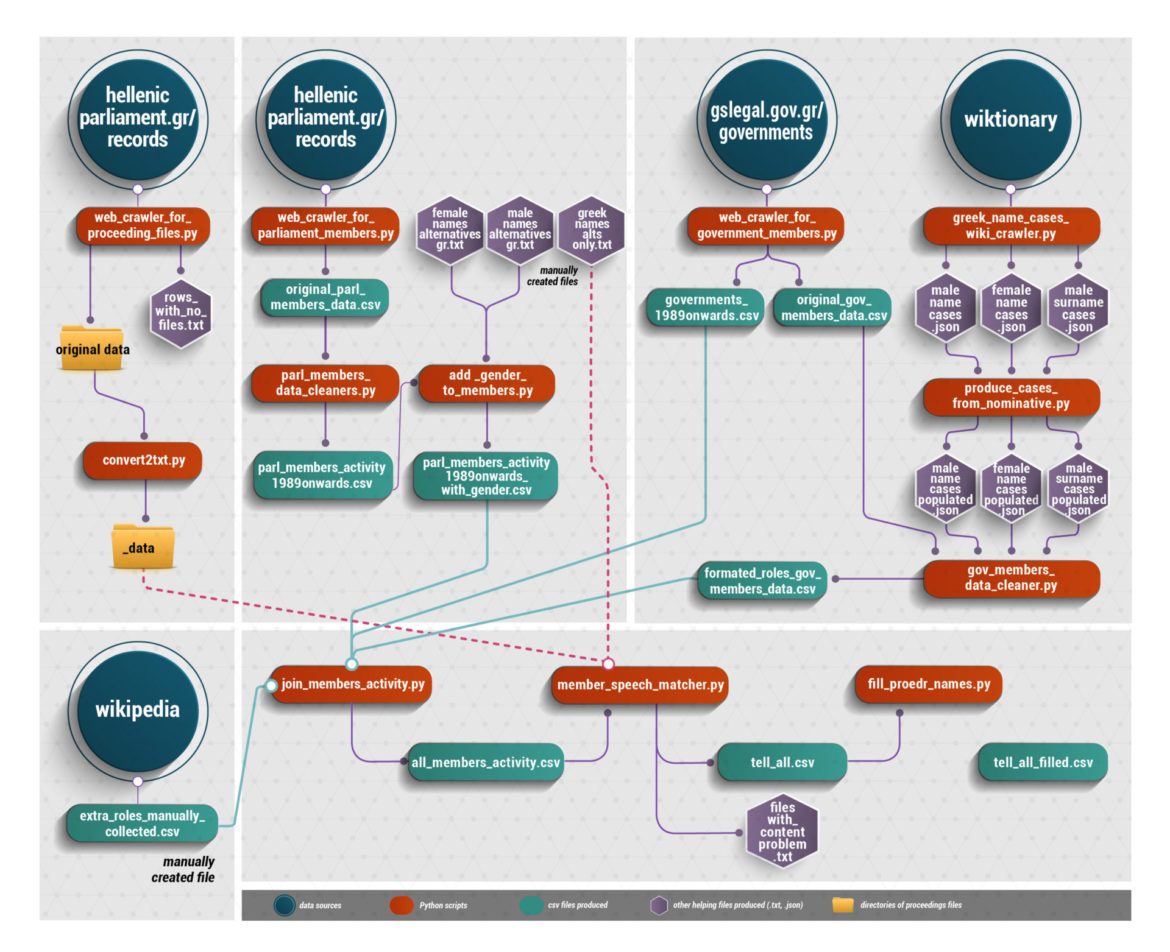 hellenic
parliament.gr/
records
web_crawler_for_
proceeding_files.py
rows_
with_no_
files.txt
original data
convert2txt.py
_data
hellenic
parliament.gr/
records
web_crawler_for_
parliament_members.py
original_parl_
members_data.csv
parl_members_
data_cleaners.py
parl_members_activity
1989onwards.csv
female
names
alternatives
gr.txt
male
names
alternatives
gr.txt
greek
names
alts
only.txt
manually
created files
add _gender_
to_members.py
parl_members_activity
1989onwards_
with_gender.csv
gslegal.gov.gr/
governments
web_crawler_for_
government_members.py
governments_
1989onwards.csv
original_gov_
members_data.csv
wiktionary
greek_name_cases_
wiki_crawler.py
male
name
cases
.json
female
name
cases
.json
male
surname
cases
.json
produce_cases_
from_nominative.py
male
name
cases
populated
.json
female
name
cases
populated
.json
male
surname
cases
populated
.json
gov_members_
data_cleaner.py
formated_roles_gov_
members_data.csv
wikipedia
extra_roles_manually_
collected.csv
manually
created file
join_members_activity.py
all_members_activity.csv
member_speech_matcher.py
tell_all.csv
files
with_
content
problem
.txt
fill_proedr_names.py
tell_all_filled.csv
data sources
Python scripts
csv files produced
other helping files produced (.txt, .json)
directories of proceedings files